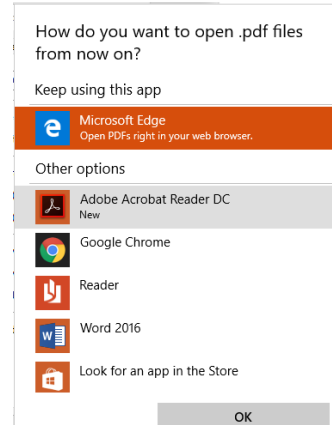 How do you want to open .pdf files
from now on?
Keep using this app
Microsoft Edge
Open PDFs right in your web browser.
Other options
Adobe Acrobat Reader DC
New
Google Chrome
Reader
Word 2016
Look for an app in the Store
OK